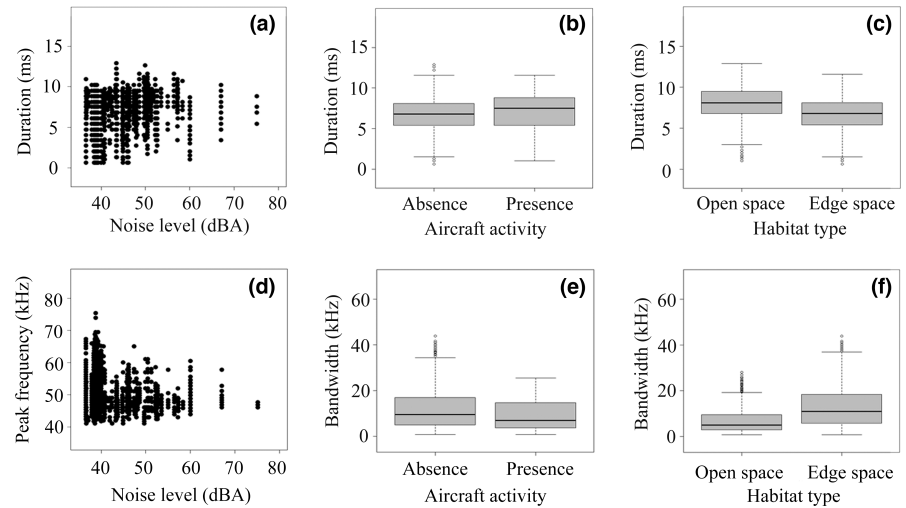 (a)
Duration (ms)
15
10
5
0
40 50 60 70 80
Noise level (dBA)
(b)
Duration (ms)
15
10
5
0
Absence Presence
Aircraft activity
(c)
Duration (ms)
15
10
5
0
Open space Edge space
Habitat type
(d)
Peak frequency (kHz)
80
70
60
50
40
40 50 60 70 80
Noise level (dBA)
(e)
Bandwidth (kHz)
60
40
20
0
Absence Presence
Aircraft activity
(f)
Bandwidth (kHz)
60
40
20
0
Open space Edge space
Habitat type